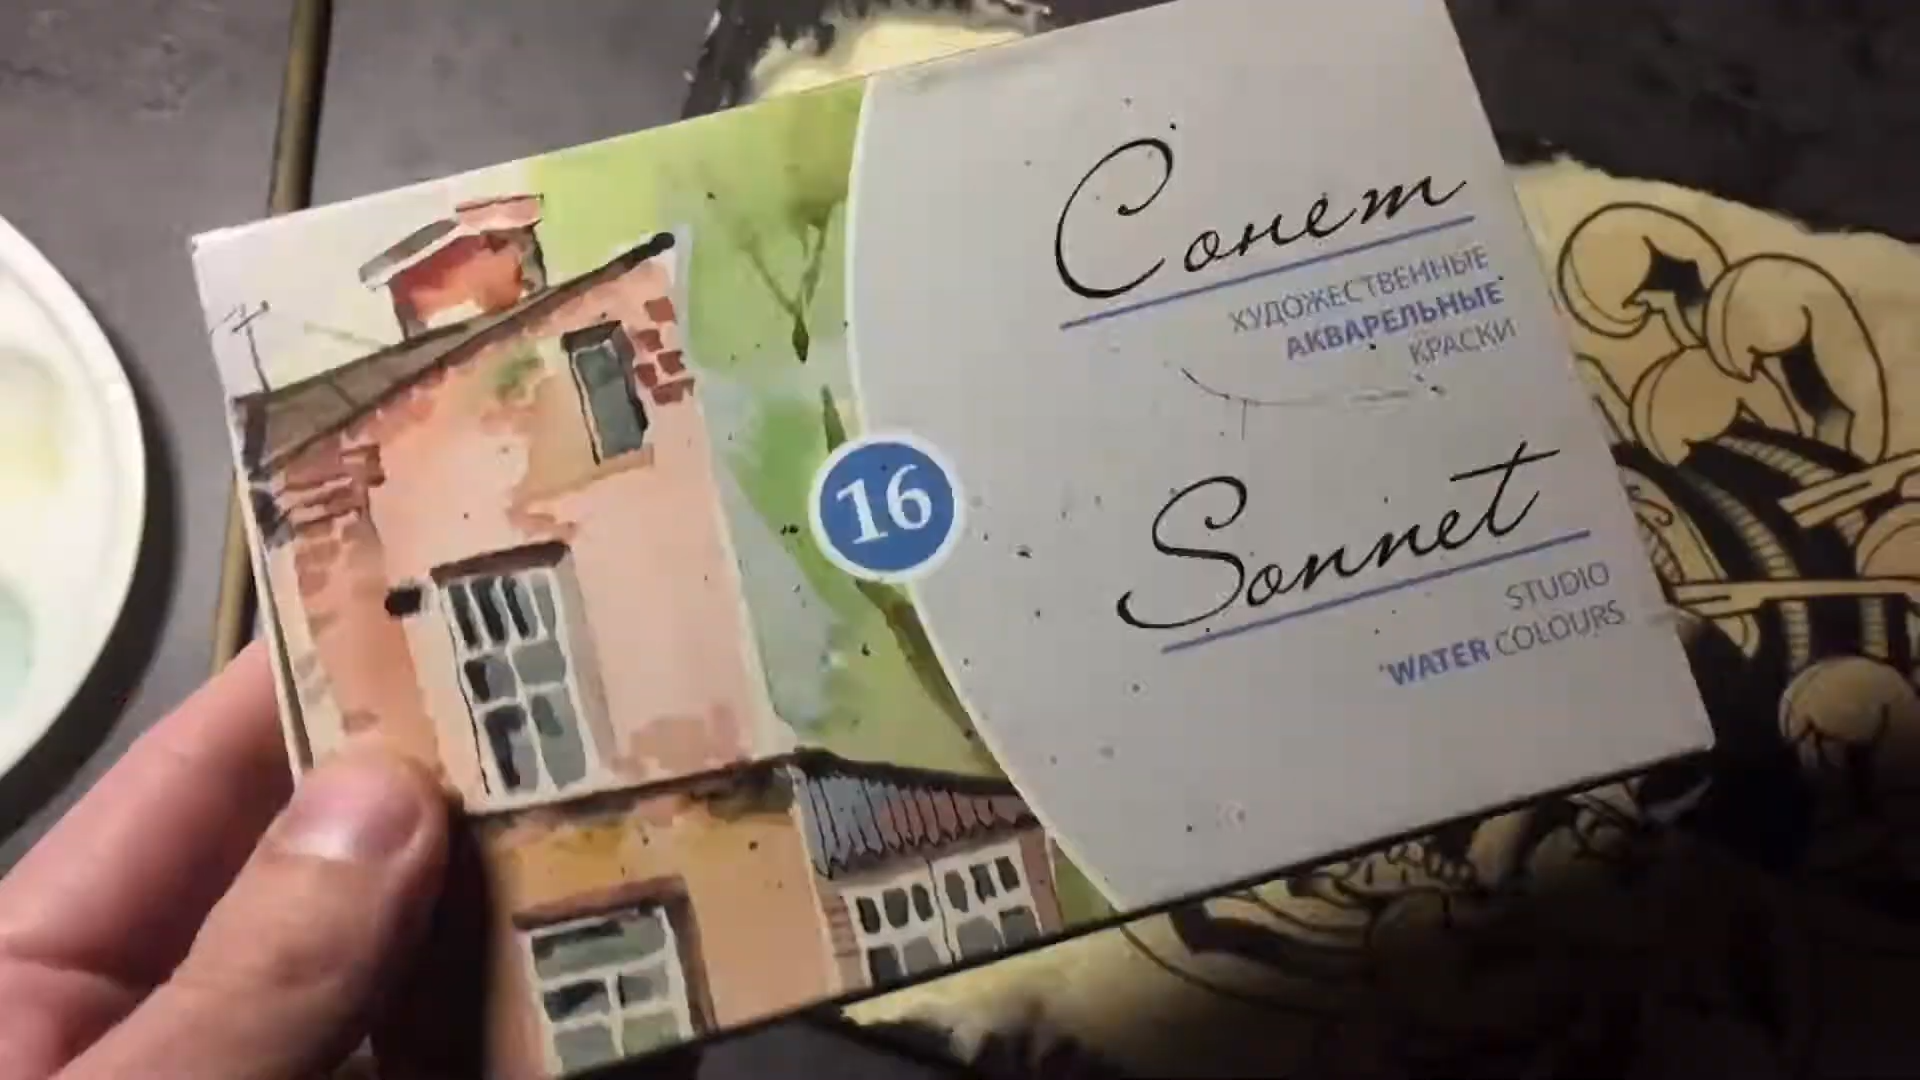 Сонет
ХУДОЖЕСТВЕННЫЕ
АКВАРЕЛЬНЫЕ
КРАСКИ
16
Sonnet
STUDIO
WATER COLOURS